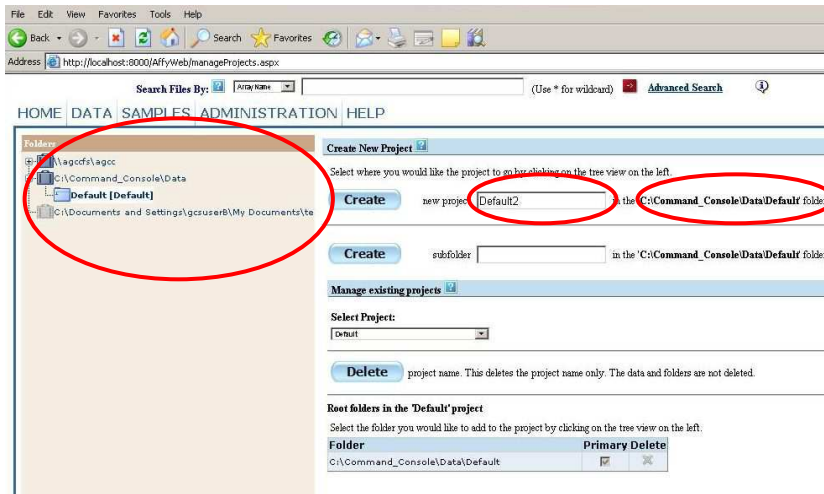 File Edit View Favorites Tools Help
Back Search Favorites
Address http://localhost:8000/AffyWeb/manageProjects.aspx
Search Files By: Array Name (Use * for wildcard) Advanced Search
HOME DATA SAMPLES ADMINISTRATION HELP
Folders
\\agccfs\agcc
C:\Command_Console\Data
Default [Default]
C:\Documents and Settings\gcsuser8\My Documents\te
Create New Project
Select where you would like the project to go by clicking on the tree view on the left.
Create new project Default2 in the 'C:\Command_Console\Data\Default' folder
Create subfolder in the 'C:\Command_Console\Data\Default' folder
Manage existing projects
Select Project:
Default
Delete project name. This deletes the project name only. The data and folders are not deleted.
Root folders in the 'Default' project
Select the folder you would like to add to the project by clicking on the tree view on the left.
Folder Primary Delete
C:\Command_Console\Data\Default